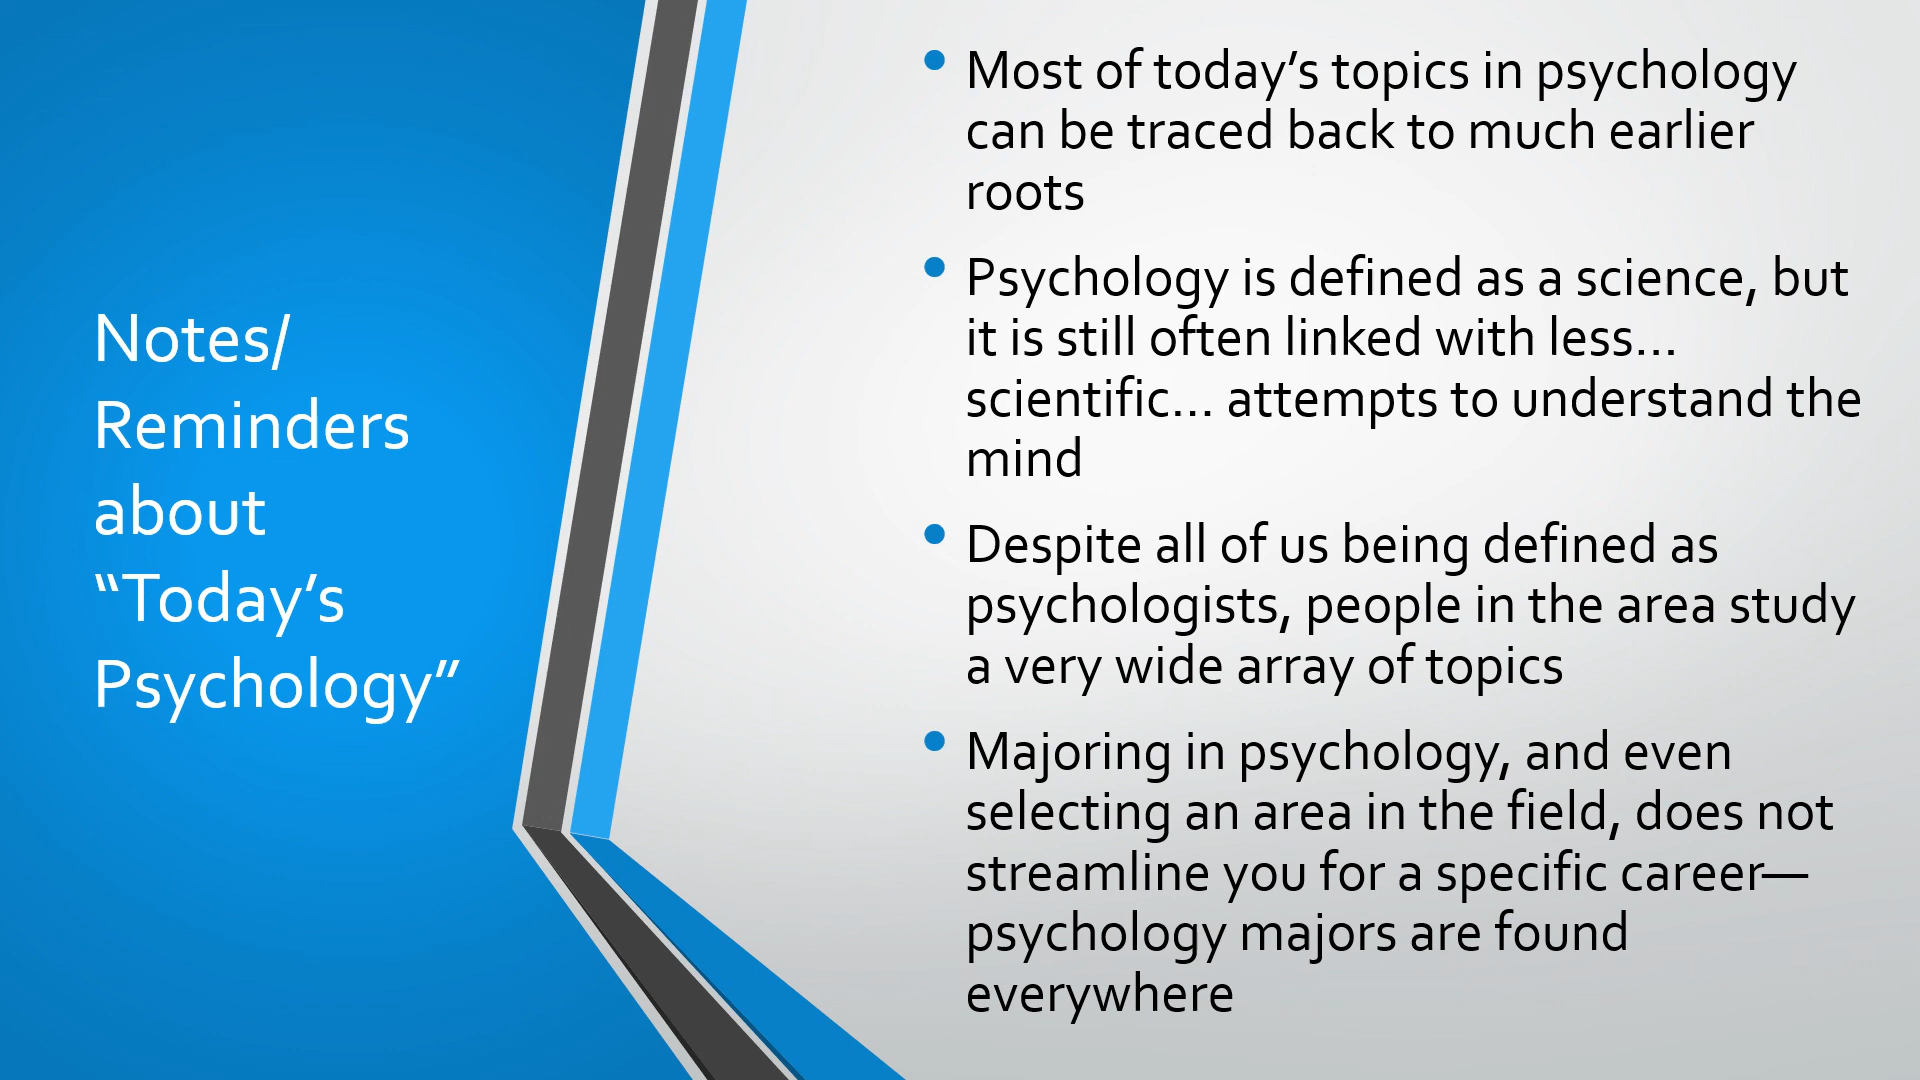 Notes/
Reminders
about
“Today’s
Psychology”
• Most of today’s topics in psychology
can be traced back to much earlier
roots
• Psychology is defined as a science, but
it is still often linked with less…
scientific… attempts to understand the
mind
• Despite all of us being defined as
psychologists, people in the area study
a very wide array of topics
• Majoring in psychology, and even
selecting an area in the field, does not
streamline you for a specific career—
psychology majors are found
everywhere